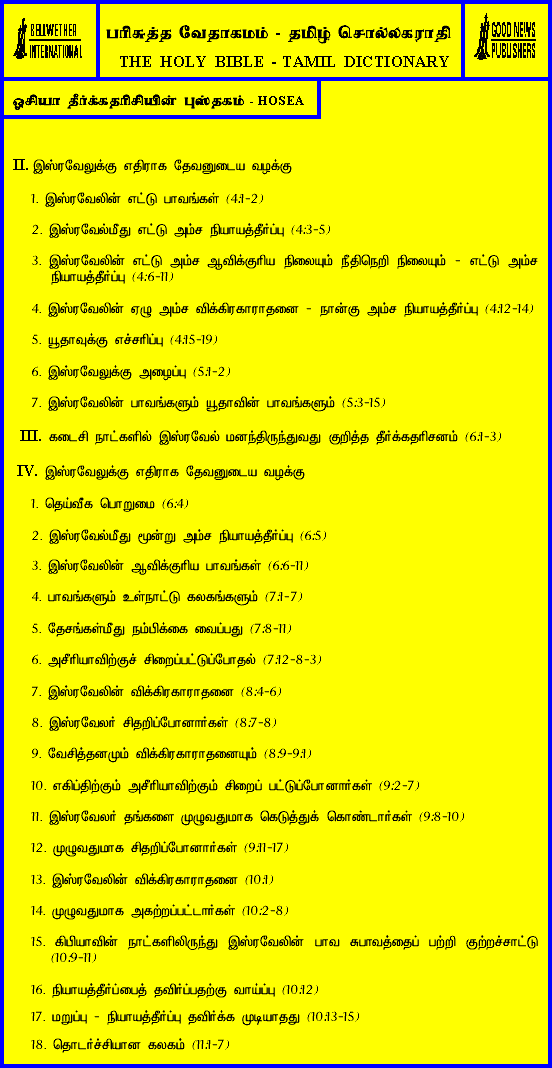 BELLWETHER
INTERNATIONAL
பரிசுத்த வேதாகமம் - தமிழ் சொல்லகராதி
THE HOLY BIBLE - TAMIL DICTIONARY
GOOD NEWS
PUBLISHERS
ஓசியா தீர்க்கதரிசியின் புஸ்தகம் - HOSEA
II. இஸ்ரவேலுக்கு எதிராக தேவனுடைய வழக்கு
1. இஸ்ரவேலின் எட்டு பாவங்கள் (4:1-2)
2. இஸ்ரவேல்மீது எட்டு அம்ச நியாயத்தீர்ப்பு (4:3-5)
3. இஸ்ரவேலின் எட்டு அம்ச ஆவிக்குரிய நிலையும் நீதிநெறி நிலையும் - எட்டு அம்ச
நியாயத்தீர்ப்பு (4:6-11)
4. இஸ்ரவேலின் ஏழு அம்ச விக்கிரகாராதனை - நான்கு அம்ச நியாயத்தீர்ப்பு (4:12-14)
5. யூதாவுக்கு எச்சரிப்பு (4:15-19)
6. இஸ்ரவேலுக்கு அழைப்பு (5:1-2)
7. இஸ்ரவேலின் பாவங்களும் யூதாவின் பாவங்களும் (5:3-15)
III. கடைசி நாட்களில் இஸ்ரவேல் மனந்திருந்துவது குறித்த தீர்க்கதரிசனம் (6:1-3)
IV. இஸ்ரவேலுக்கு எதிராக தேவனுடைய வழக்கு
1. தெய்வீக பொறுமை (6:4)
2. இஸ்ரவேல்மீது மூன்று அம்ச நியாயத்தீர்ப்பு (6:5)
3. இஸ்ரவேலின் ஆவிக்குரிய பாவங்கள் (6:6-11)
4. பாவங்களும் உள்நாட்டு கலகங்களும் (7:1-7)
5. தேசங்கள்மீது நம்பிக்கை வைப்பது (7:8-11)
6. அசீரியாவிற்குச் சிறைப்பட்டுப்போதல் (7:12-8-3)
7. இஸ்ரவேலின் விக்கிரகாராதனை (8:4-6)
8. இஸ்ரவேலர் சிதறிப்போனார்கள் (8:7-8)
9. வேசித்தனமும் விக்கிரகாராதனையும் (8:9-9:1)
10. எகிப்திற்கும் அசீரியாவிற்கும் சிறைப் பட்டுப்போனார்கள் (9:2-7)
11. இஸ்ரவேலர் தங்களை முழுவதுமாக கெடுத்துக் கொண்டார்கள் (9:8-10)
12. முழுவதுமாக சிதறிப்போனார்கள் (9:11-17)
13. இஸ்ரவேலின் விக்கிரகாராதனை (10:1)
14. முழுவதுமாக அகற்றப்பட்டார்கள் (10:2-8)
15. கிபியாவின் நாட்களிலிருந்து இஸ்ரவேலின் பாவ சுபாவத்தைப் பற்றி குற்றச்சாட்டு
(10:9-11)
16. நியாயத்தீர்ப்பைத் தவிர்ப்பதற்கு வாய்ப்பு (10:12)
17. மறுப்பு - நியாயத்தீர்ப்பு தவிர்க்க முடியாதது (10:13-15)
18. தொடர்ச்சியான கலகம் (11:1-7)